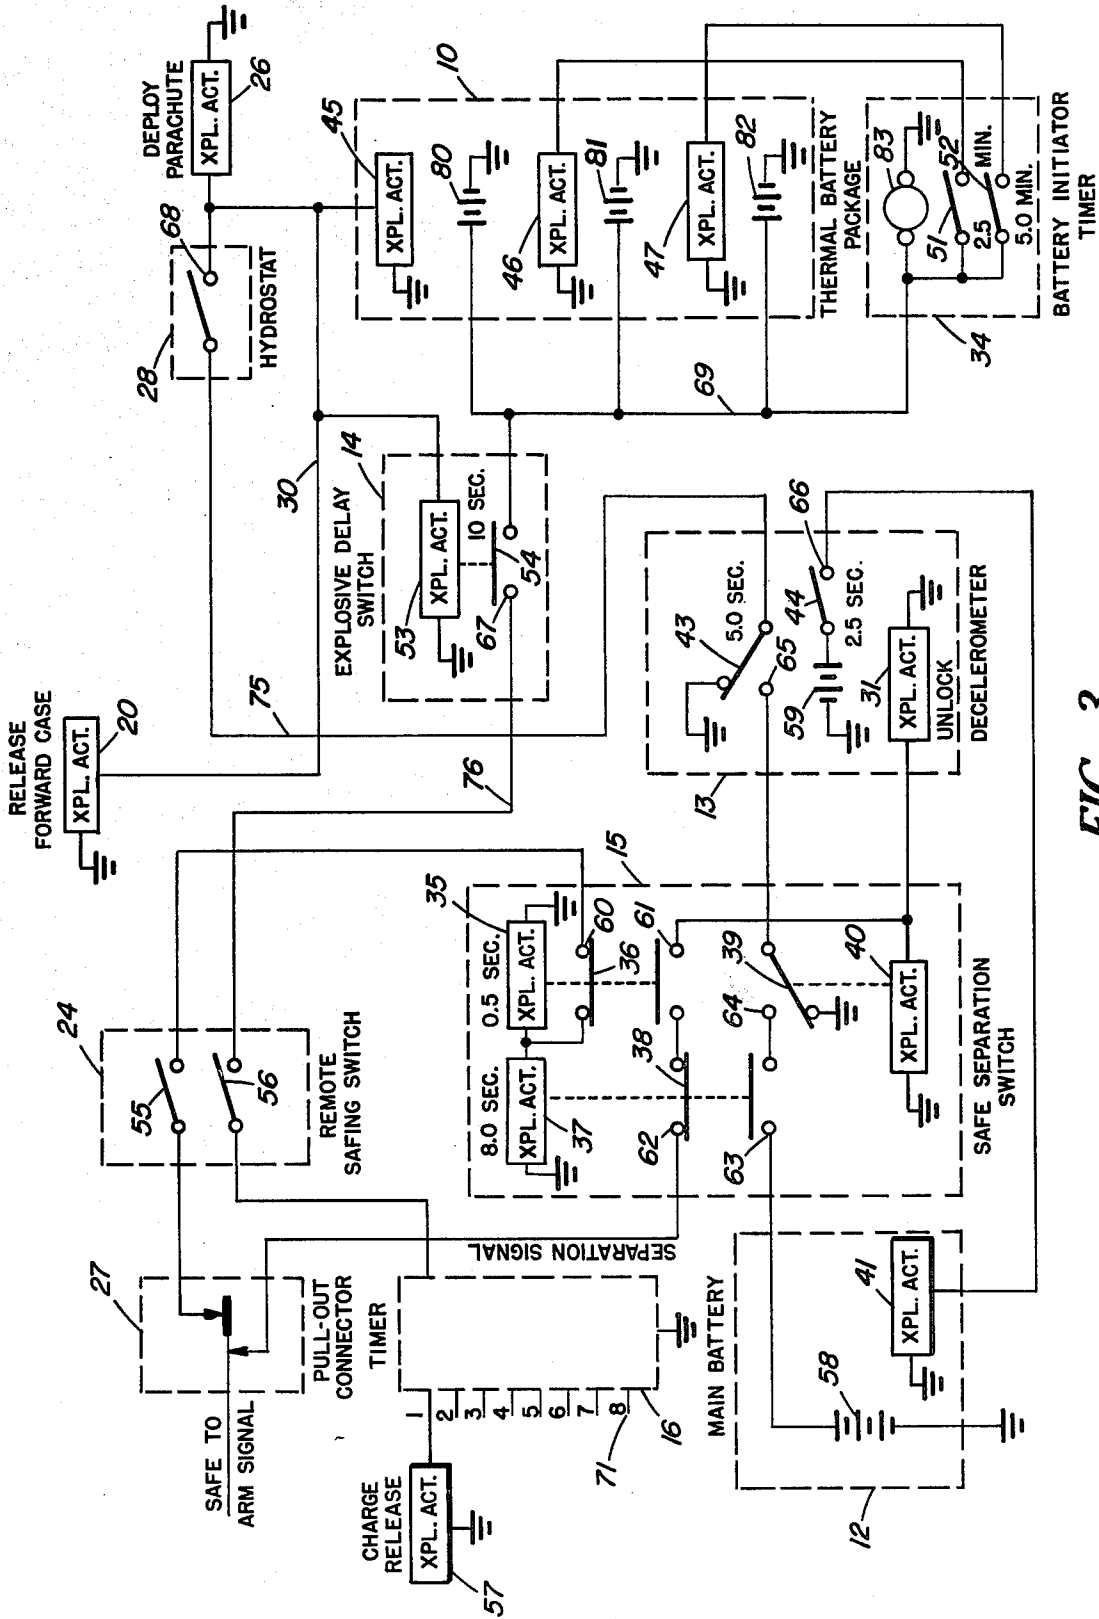 RELEASE
FORWARD CASE
XPL. ACT.
20
DEPLOY
PARACHUTE
XPL. ACT.
26
68
28
HYDROSTAT
30
75
76
45
XPL. ACT.
10
80
46
XPL. ACT.
81
47
XPL. ACT.
82
THERMAL BATTERY
PACKAGE
69
83
51
52
2.5 MIN.
5.0 MIN.
34
BATTERY INITIATOR
TIMER
EXPLOSIVE DELAY
SWITCH
14
53
XPL. ACT.
10 SEC.
67
54
24
55
56
REMOTE
SAFING SWITCH
27
PULL-OUT
CONNECTOR
SAFE TO
ARM SIGNAL
SEPARATION SIGNAL
15
35
8.0 SEC.
0.5 SEC.
XPL. ACT.
XPL. ACT.
37
60
36
61
38
62
39
64
63
40
XPL. ACT.
SAFE SEPARATION
SWITCH
43
5.0 SEC.
65
66
44
59
2.5 SEC.
31
XPL. ACT.
UNLOCK
DECELEROMETER
13
TIMER
1
2
3
4
5
6
7
8
71
16
CHARGE
RELEASE
XPL. ACT.
57
MAIN BATTERY
41
XPL. ACT.
58
12